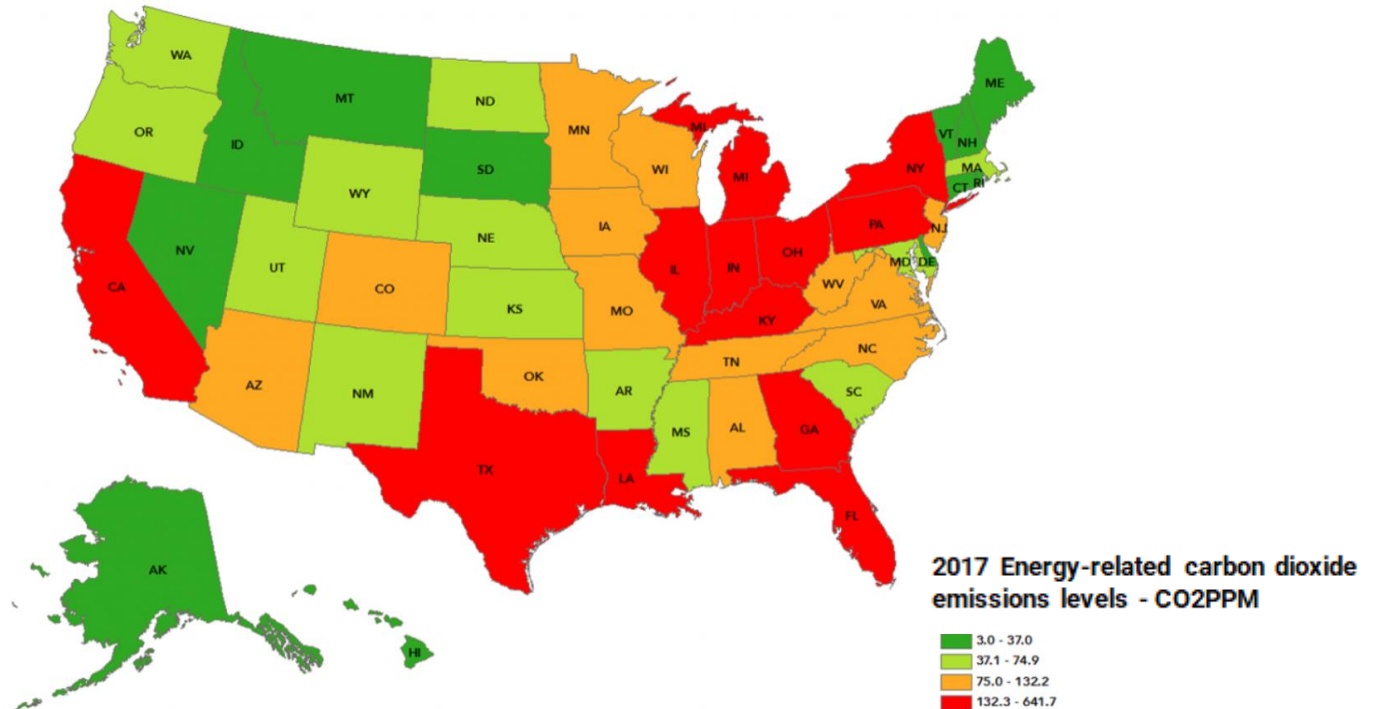 WA
MT
ND
MN
ME
OR
ID
SD
WI
MI
MI
VT
NH
NY
MA
CT
RI
WY
IA
PA
NJ
NV
UT
NE
IL
IN
OH
MD
DE
CA
CO
KS
MO
WV
VA
KY
NC
AZ
NM
OK
AR
TN
SC
MS
AL
GA
TX
LA
FL
AK
HI
2017 Energy-related carbon dioxide
emissions levels - CO2PPM
3.0 - 37.0
37.1 - 74.9
75.0 - 132.2
132.3 - 641.7